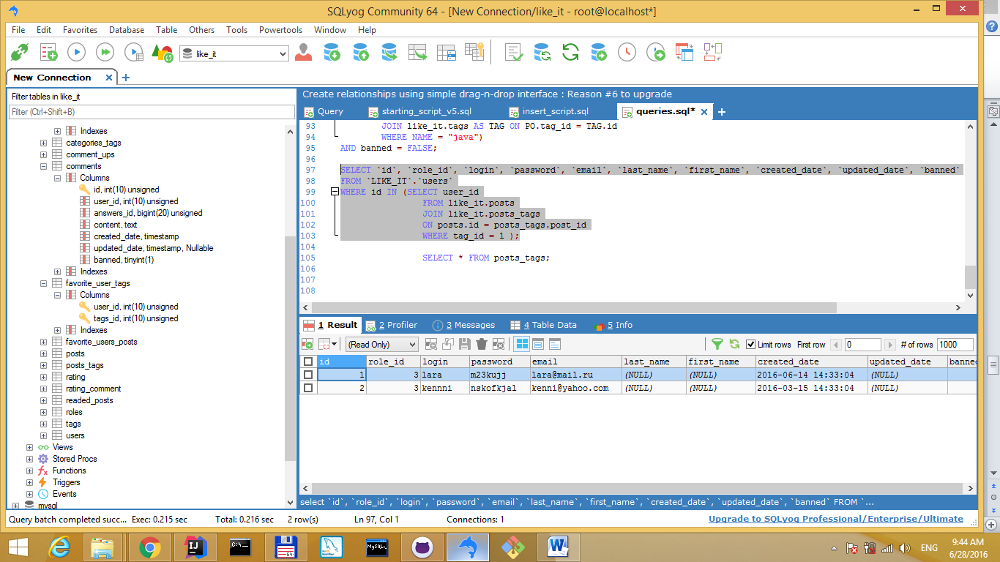 SQLyog Community 64 - [New Connection/like_it - root@localhost*]
File Edit Favorites Database Table Others Tools Powertools Window Help
like_it
New Connection
Filter tables in like_it
Filter (Ctrl+Shift+B)
Indexes
categories_tags
comment_ups
comments
Columns
id, int(10) unsigned
user_id, int(10) unsigned
answers_id, bigint(20) unsigned
content, text
created_date, timestamp
updated_date, timestamp, Nullable
banned, tinyint(1)
Indexes
favorite_user_tags
Columns
user_id, int(10) unsigned
tags_id, int(10) unsigned
Indexes
favorite_users_posts
posts
posts_tags
rating
rating_comment
readed_posts
roles
tags
users
Views
Stored Procs
Functions
Triggers
Events
mysql
Create relationships using simple drag-n-drop interface : Reason #6 to upgrade
Query starting_script_v5.sql insert_script.sql queries.sql*
93 JOIN like_it.tags AS TAG ON PO.tag_id = TAG.id
94 WHERE NAME = "java")
95 AND banned = FALSE;
96
97 SELECT `id`, `role_id`, `login`, `password`, `email`, `last_name`, `first_name`, `created_date`, `updated_date`, `banned`
98 FROM `LIKE_IT`.`users`
99 WHERE id IN (SELECT user_id
100 FROM like_it.posts
101 JOIN like_it.posts_tags
102 ON posts.id = posts_tags.post_id
103 WHERE tag_id = 1 );
104
105 SELECT * FROM posts_tags;
106
107
108
1 Result 2 Profiler 3 Messages 4 Table Data 5 Info
(Read Only) Limit rows First row 0 # of rows 1000
id role_id login password email last_name first_name created_date updated_date banned
1 3 lara m23kujj lara@mail.ru (NULL) (NULL) 2016-06-14 14:33:04 (NULL)
2 3 kennni nskofkjal kenni@yahoo.com (NULL) (NULL) 2016-03-15 14:33:04 (NULL)
select `id`, `role_id`, `login`, `password`, `email`, `last_name`, `first_name`, `created_date`, `updated_date`, `banned` FROM `...
Query batch completed succ... Exec: 0.215 sec Total: 0.216 sec 2 row(s) Ln 97, Col 1 Connections: 1 Upgrade to SQLyog Professional/Enterprise/Ultimate
ENG
9:44 AM
6/28/2016